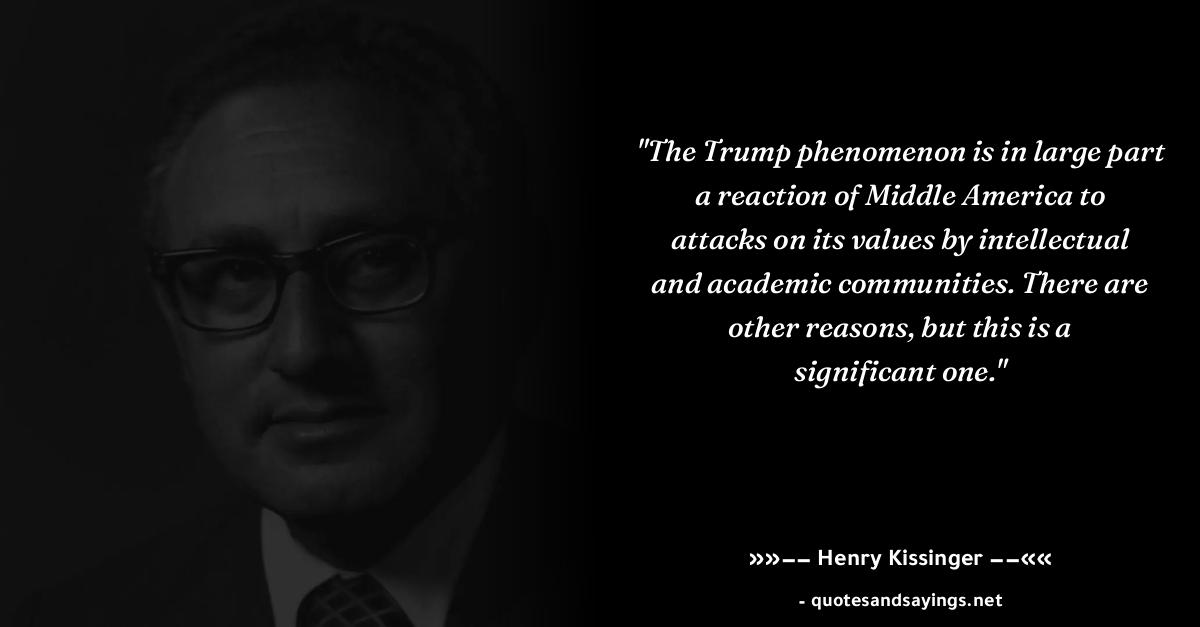 "The Trump phenomenon is in large part
a reaction of Middle America to
attacks on its values by intellectual
and academic communities. There are
other reasons, but this is a
significant one."
»»−− Henry Kissinger −−««
- quotesandsayings.net